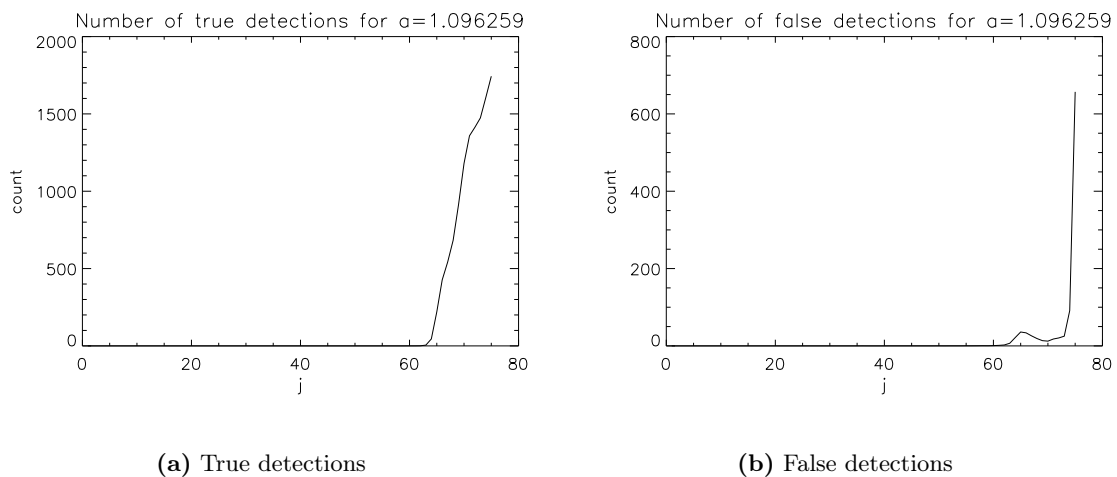 Number of true detections for a=1.096259
2000
1500
1000
500
0
count
0 20 40 60 80
j
(a) True detections
Number of false detections for a=1.096259
800
600
400
200
0
count
0 20 40 60 80
j
(b) False detections